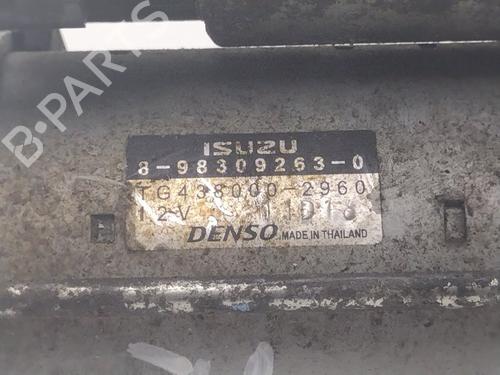 B-PARTS
ISUZU
8-98309263-0
TG438000-2960
12V
DENSO MADE IN THAILAND